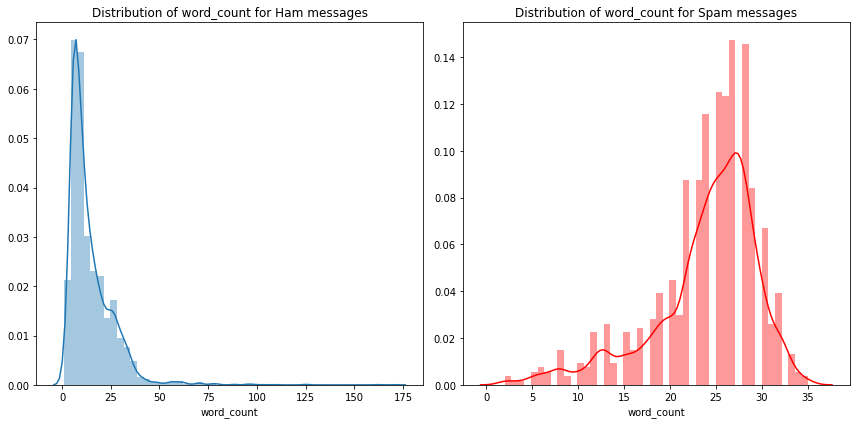 Distribution of word_count for Ham messages
0.07
0.06
0.05
0.04
0.03
0.02
0.01
0.00
0 25 50 75 100 125 150 175
word_count
Distribution of word_count for Spam messages
0.14
0.12
0.10
0.08
0.06
0.04
0.02
0.00
0 5 10 15 20 25 30 35
word_count